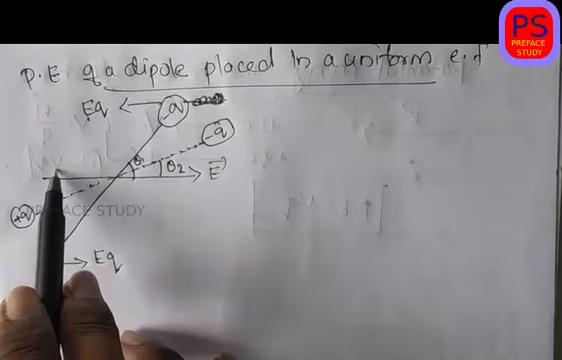 PS
PREFACE
STUDY
P.E of a dipole placed in a uniform e.f
Eq
-q
-q
θ1
θ2
E
+q
PREFACE STUDY
Eq